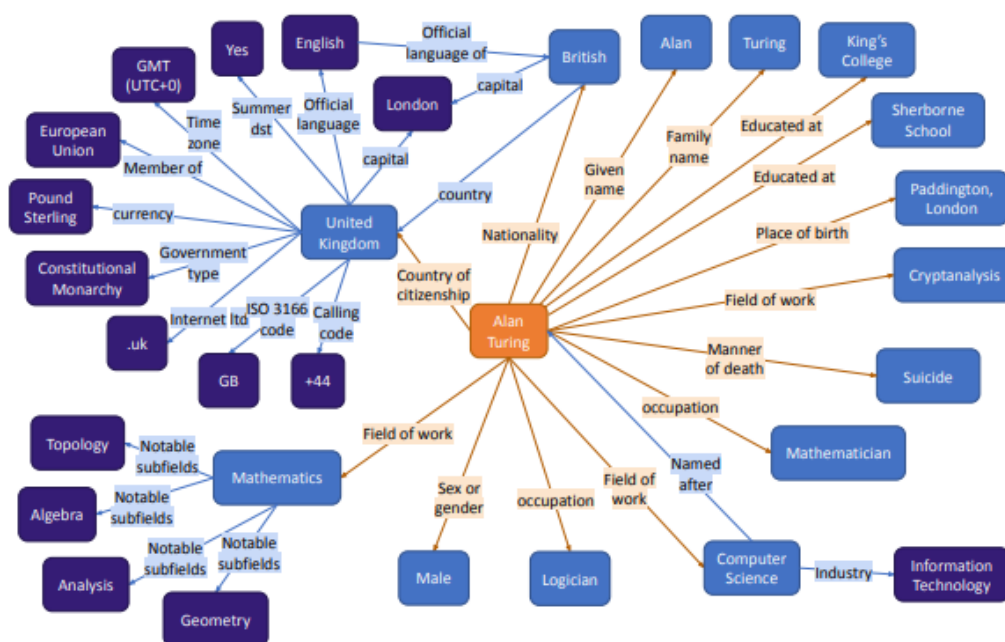 Yes
English
Official
language of
British
Alan
Turing
King's
College
GMT
(UTC+0)
capital
London
Summer
dst
Official
language
Time
zone
European
Union
Member of
capital
Family
name
Educated at
Sherborne
School
Given
name
Educated at
Pound
Sterling
currency
country
United
Kingdom
Nationality
Place of birth
Paddington,
London
Constitutional
Monarchy
Government
type
Country of
citizenship
Field of work
Cryptanalysis
.uk
Internet ltd
ISO 3166
code
Calling
code
Alan
Turing
GB
+44
Manner
of death
Suicide
occupation
Topology
Notable
subfields
Field of work
Mathematician
Mathematics
Named
after
Algebra
Notable
subfields
Sex or
gender
occupation
Field of
work
Analysis
Notable
subfields
Notable
subfields
Geometry
Male
Logician
Computer
Science
Industry
Information
Technology